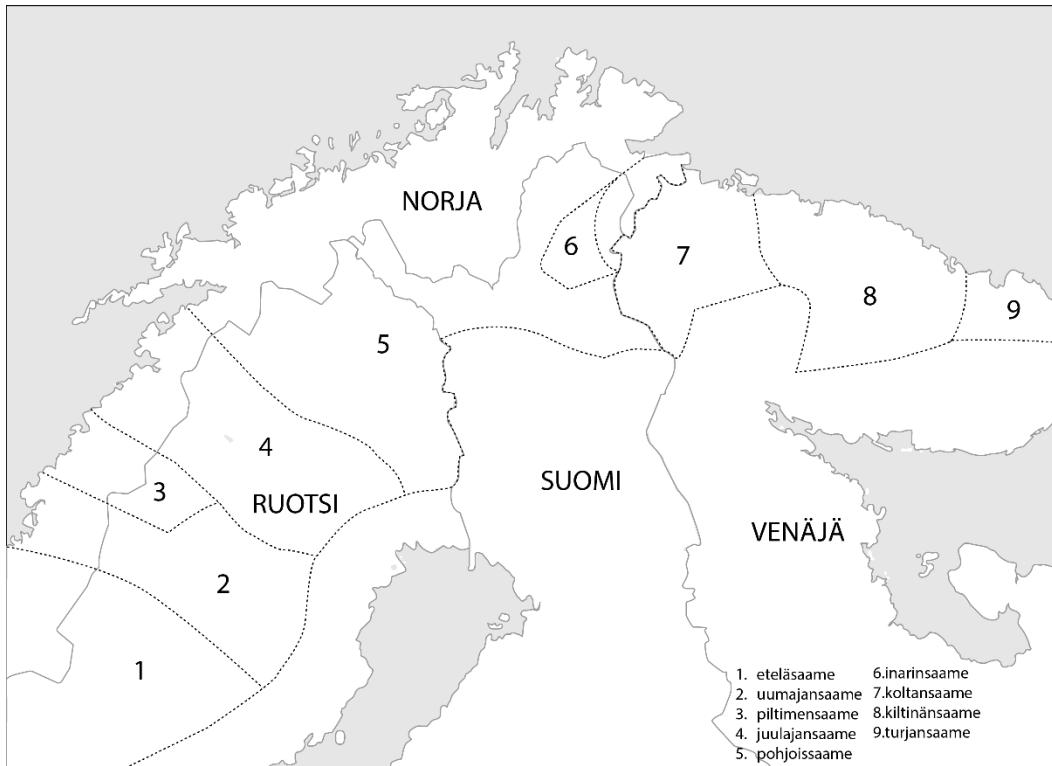 NORJA
6
7
8
9
5
4
3
RUOTSI
SUOMI
VENÄJÄ
2
1
1. eteläsaame
2. uumajansaame
3. piltimensaame
4. juulajansaame
5. pohjoissaame
6.inarinsaame
7.koltansaame
8.kiltinänsaame
9.turjansaame